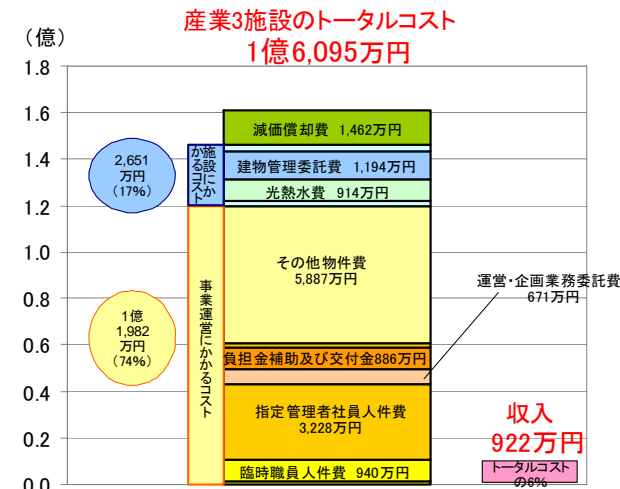 産業3施設のトータルコスト
1億6,095万円
（億）
1.8
1.6
1.4
1.2
1.0
0.8
0.6
0.4
0.2
0.0
減価償却費 1,462万円
施設にか
かるコスト
2,651
万円
（17%）
建物管理委託費 1,194万円
光熱水費 914万円
その他物件費
5,887万円
事業運営にかかるコスト
1億
1,982
万円
（74%）
運営・企画業務委託費
671万円
負担金補助及び交付金886万円
指定管理者社員人件費
3,228万円
臨時職員人件費 940万円
収入
922万円
トータルコスト
の6%